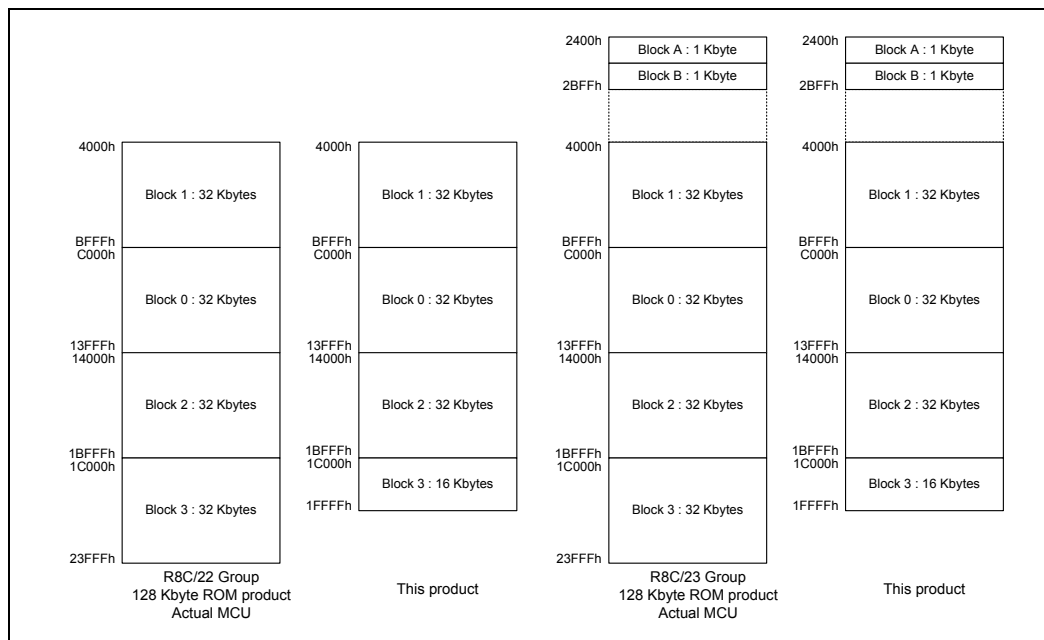 2400h
Block A : 1 Kbyte
Block B : 1 Kbyte
2BFFh
2400h
Block A : 1 Kbyte
Block B : 1 Kbyte
2BFFh
4000h
Block 1 : 32 Kbytes
BFFFh
C000h
Block 0 : 32 Kbytes
13FFFh
14000h
Block 2 : 32 Kbytes
1BFFFh
1C000h
Block 3 : 32 Kbytes
23FFFh
R8C/22 Group
128 Kbyte ROM product
Actual MCU
4000h
Block 1 : 32 Kbytes
BFFFh
C000h
Block 0 : 32 Kbytes
13FFFh
14000h
Block 2 : 32 Kbytes
1BFFFh
1C000h
Block 3 : 16 Kbytes
1FFFFh
This product
4000h
Block 1 : 32 Kbytes
BFFFh
C000h
Block 0 : 32 Kbytes
13FFFh
14000h
Block 2 : 32 Kbytes
1BFFFh
1C000h
Block 3 : 32 Kbytes
23FFFh
R8C/23 Group
128 Kbyte ROM product
Actual MCU
4000h
Block 1 : 32 Kbytes
BFFFh
C000h
Block 0 : 32 Kbytes
13FFFh
14000h
Block 2 : 32 Kbytes
1BFFFh
1C000h
Block 3 : 16 Kbytes
1FFFFh
This product